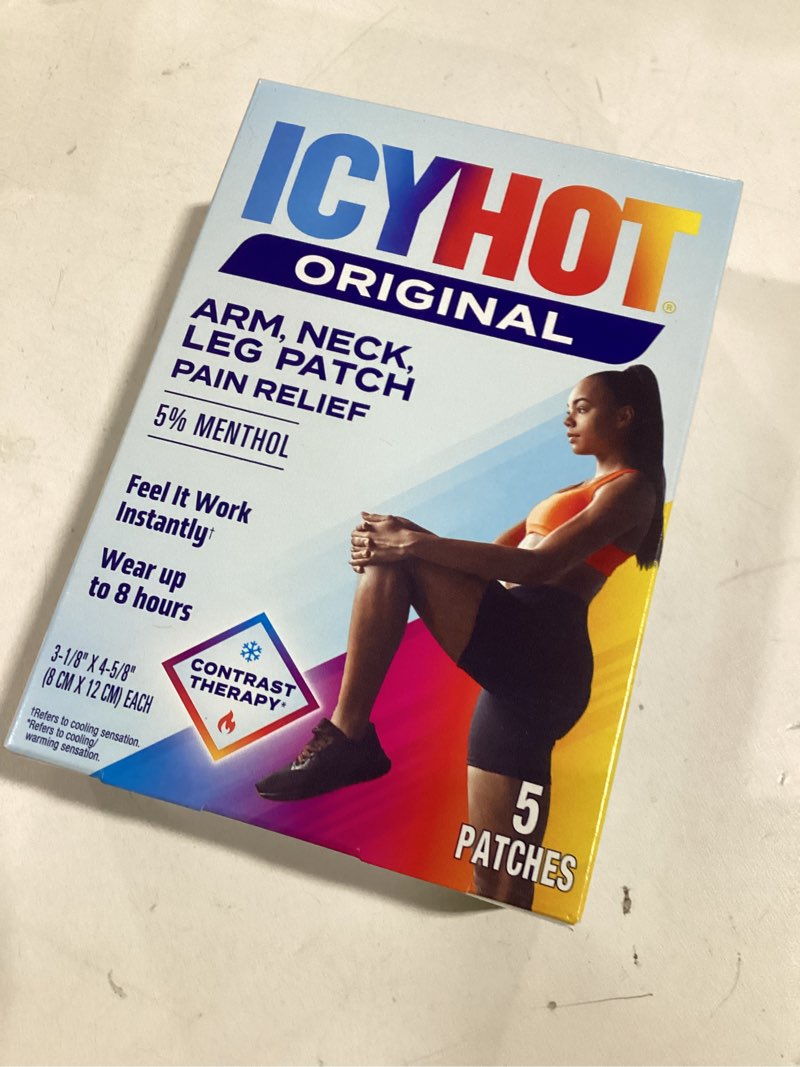 ICYHOT®
ORIGINAL
ARM, NECK,
LEG PATCH
PAIN RELIEF
5% MENTHOL
Feel It Work
Instantly†
Wear up
to 8 hours
3-1/8" X 4-5/8"
(8 CM X 12 CM) EACH
†Refers to cooling sensation.
*Refers to cooling/
warming sensation.
CONTRAST
THERAPY*
5
PATCHES